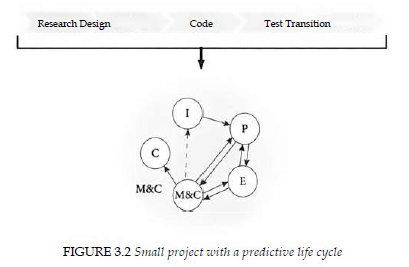 Research Design Code Test Transition
I
P
C
E
M&C
M&C
FIGURE 3.2 Small project with a predictive life cycle